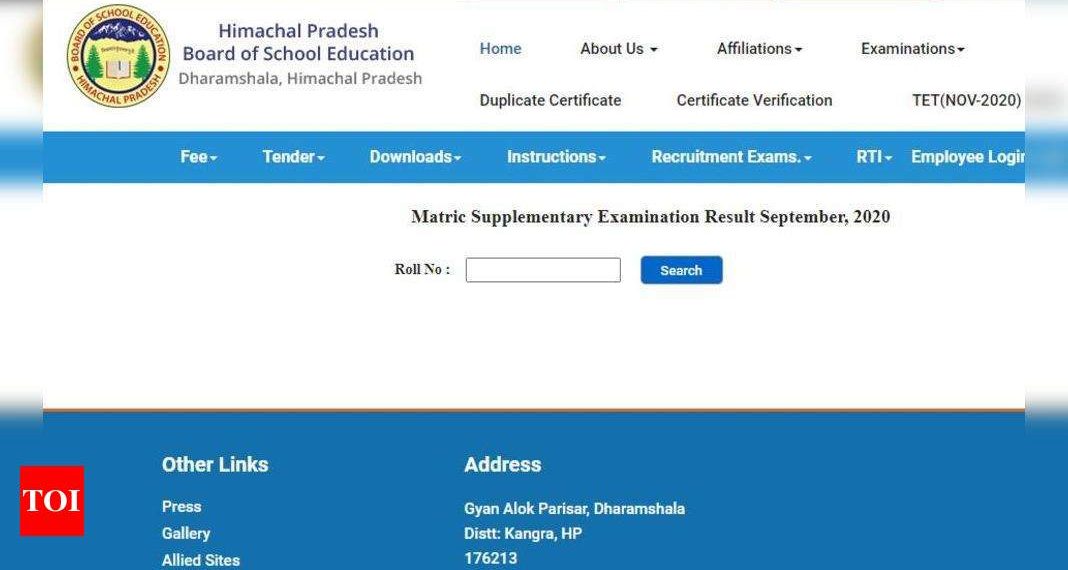 BOARD OF SCHOOL EDUCATION
HIMACHAL PRADESH
Himachal Pradesh
Board of School Education
Dharamshala, Himachal Pradesh
Home About Us Affiliations Examinations
Duplicate Certificate Certificate Verification TET(NOV-2020)
Fee Tender Downloads Instructions Recruitment Exams. RTI Employee Login
Matric Supplementary Examination Result September, 2020
Roll No : Search
Other Links
Press
Gallery
Allied Sites
Address
Gyan Alok Parisar, Dharamshala
Distt: Kangra, HP
176213
TOI